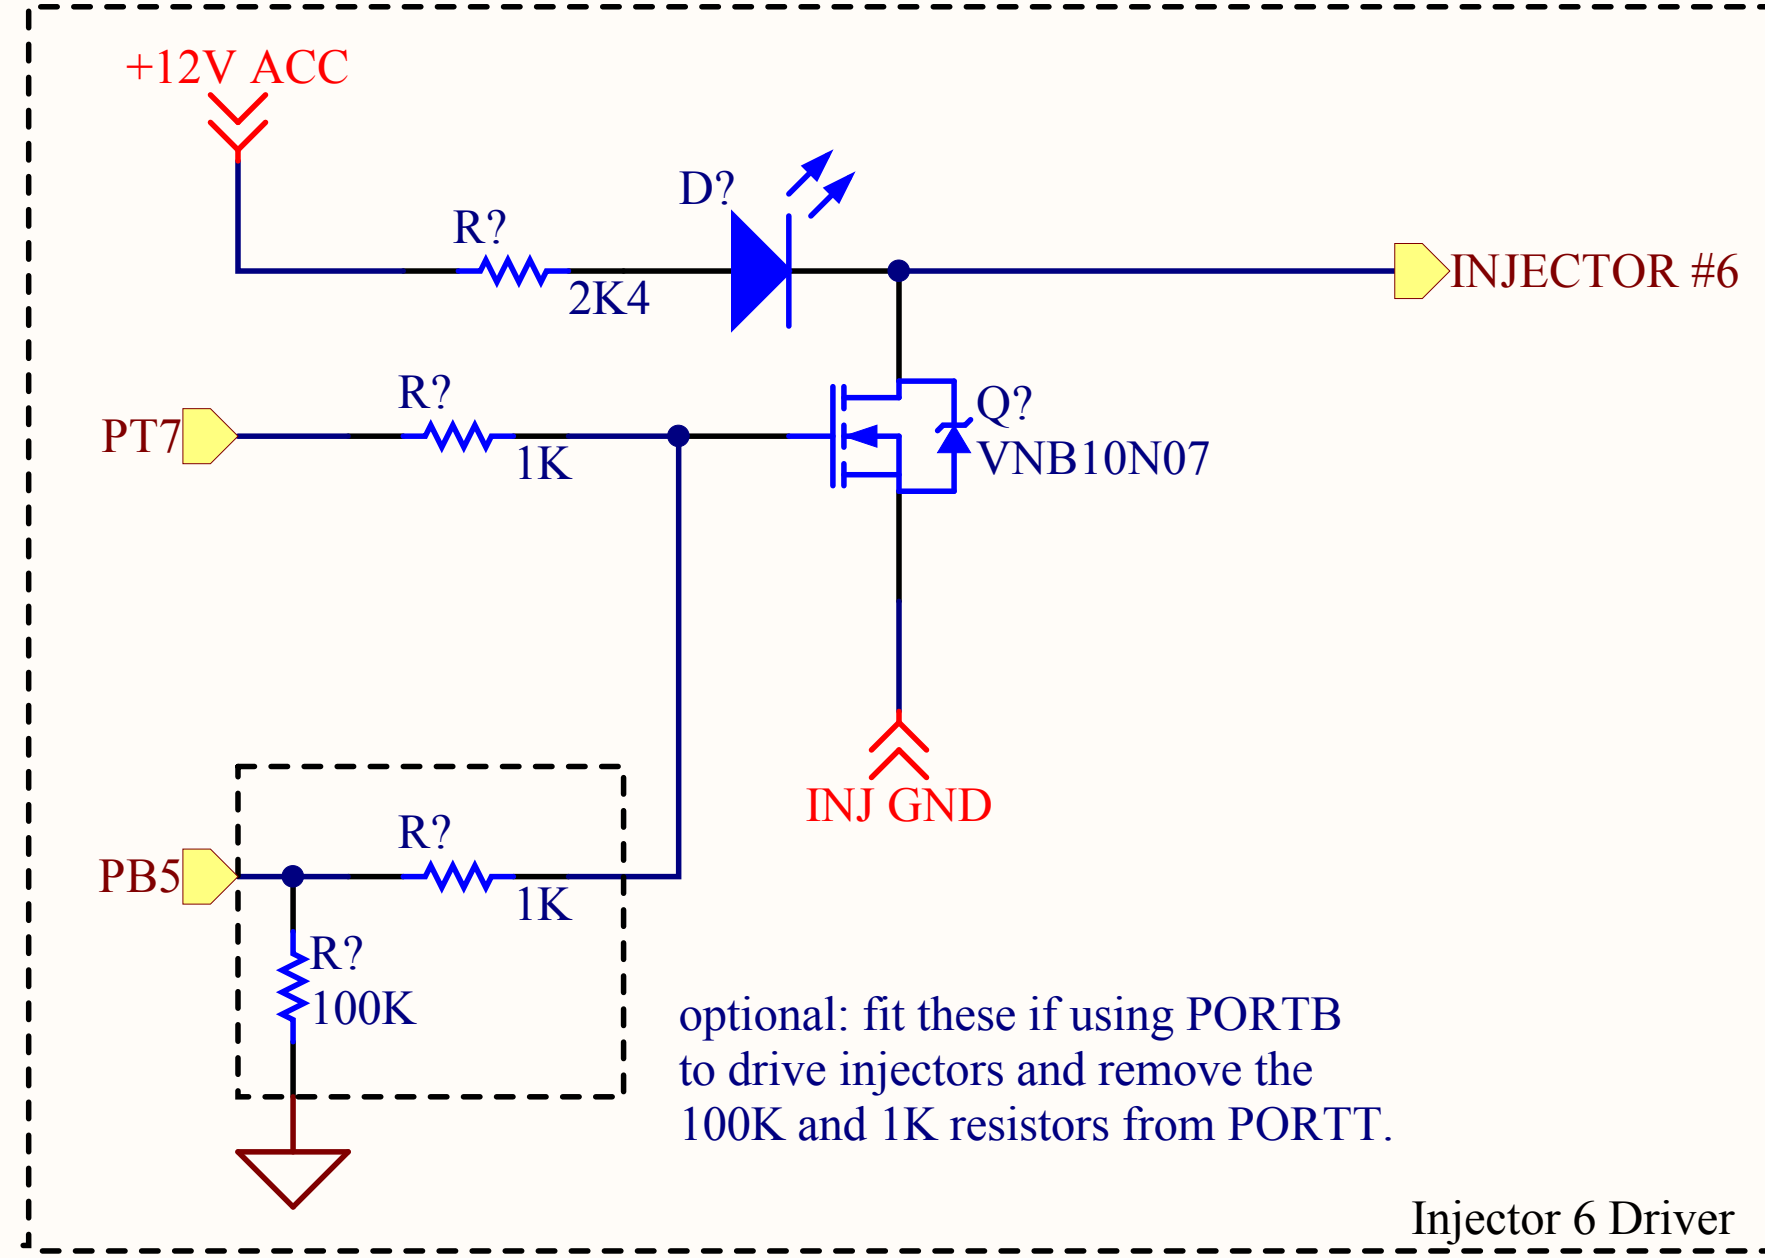 +12V ACC
D?
R?
2K4
INJECTOR #6
R?
PT7
1K
Q?
VNB10N07
INJ GND
R?
PB5
1K
R?
100K
optional: fit these if using PORTB
to drive injectors and remove the
100K and 1K resistors from PORTT.
Injector 6 Driver